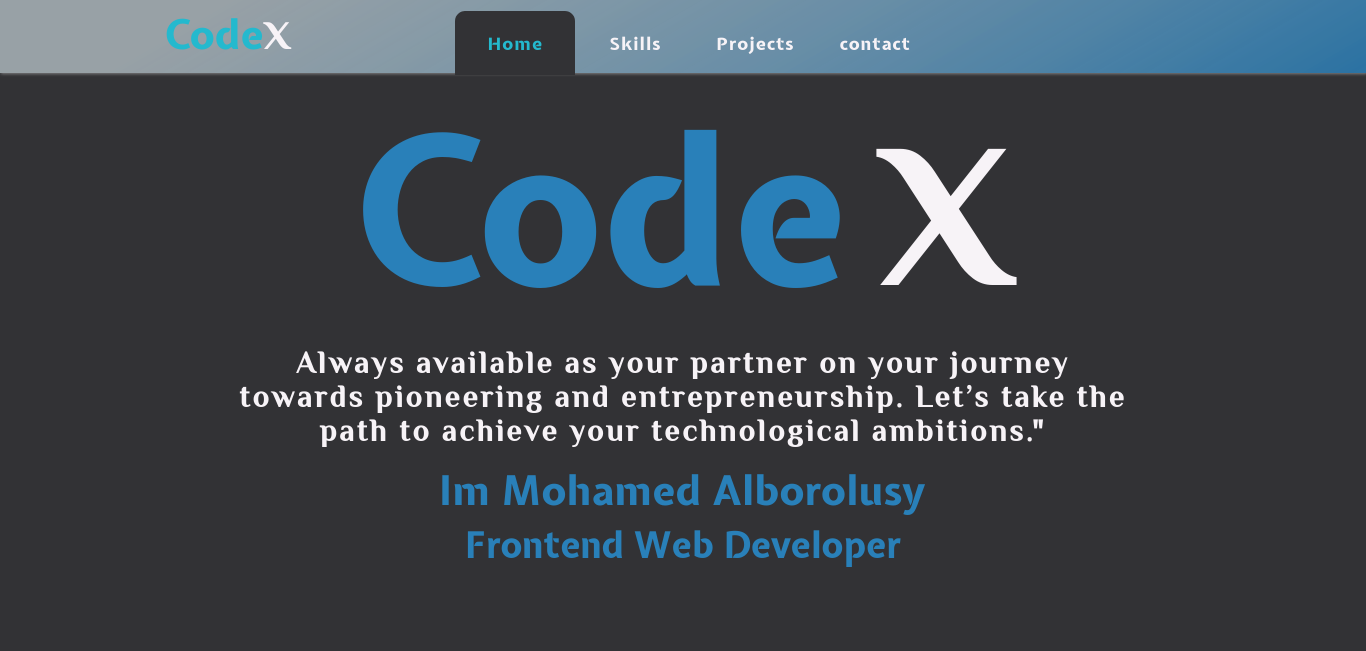 CodeX
Home Skills Projects contact
Code X
Always available as your partner on your journey
towards pioneering and entrepreneurship. Let’s take the
path to achieve your technological ambitions."
Im Mohamed Alborolusy
Frontend Web Developer